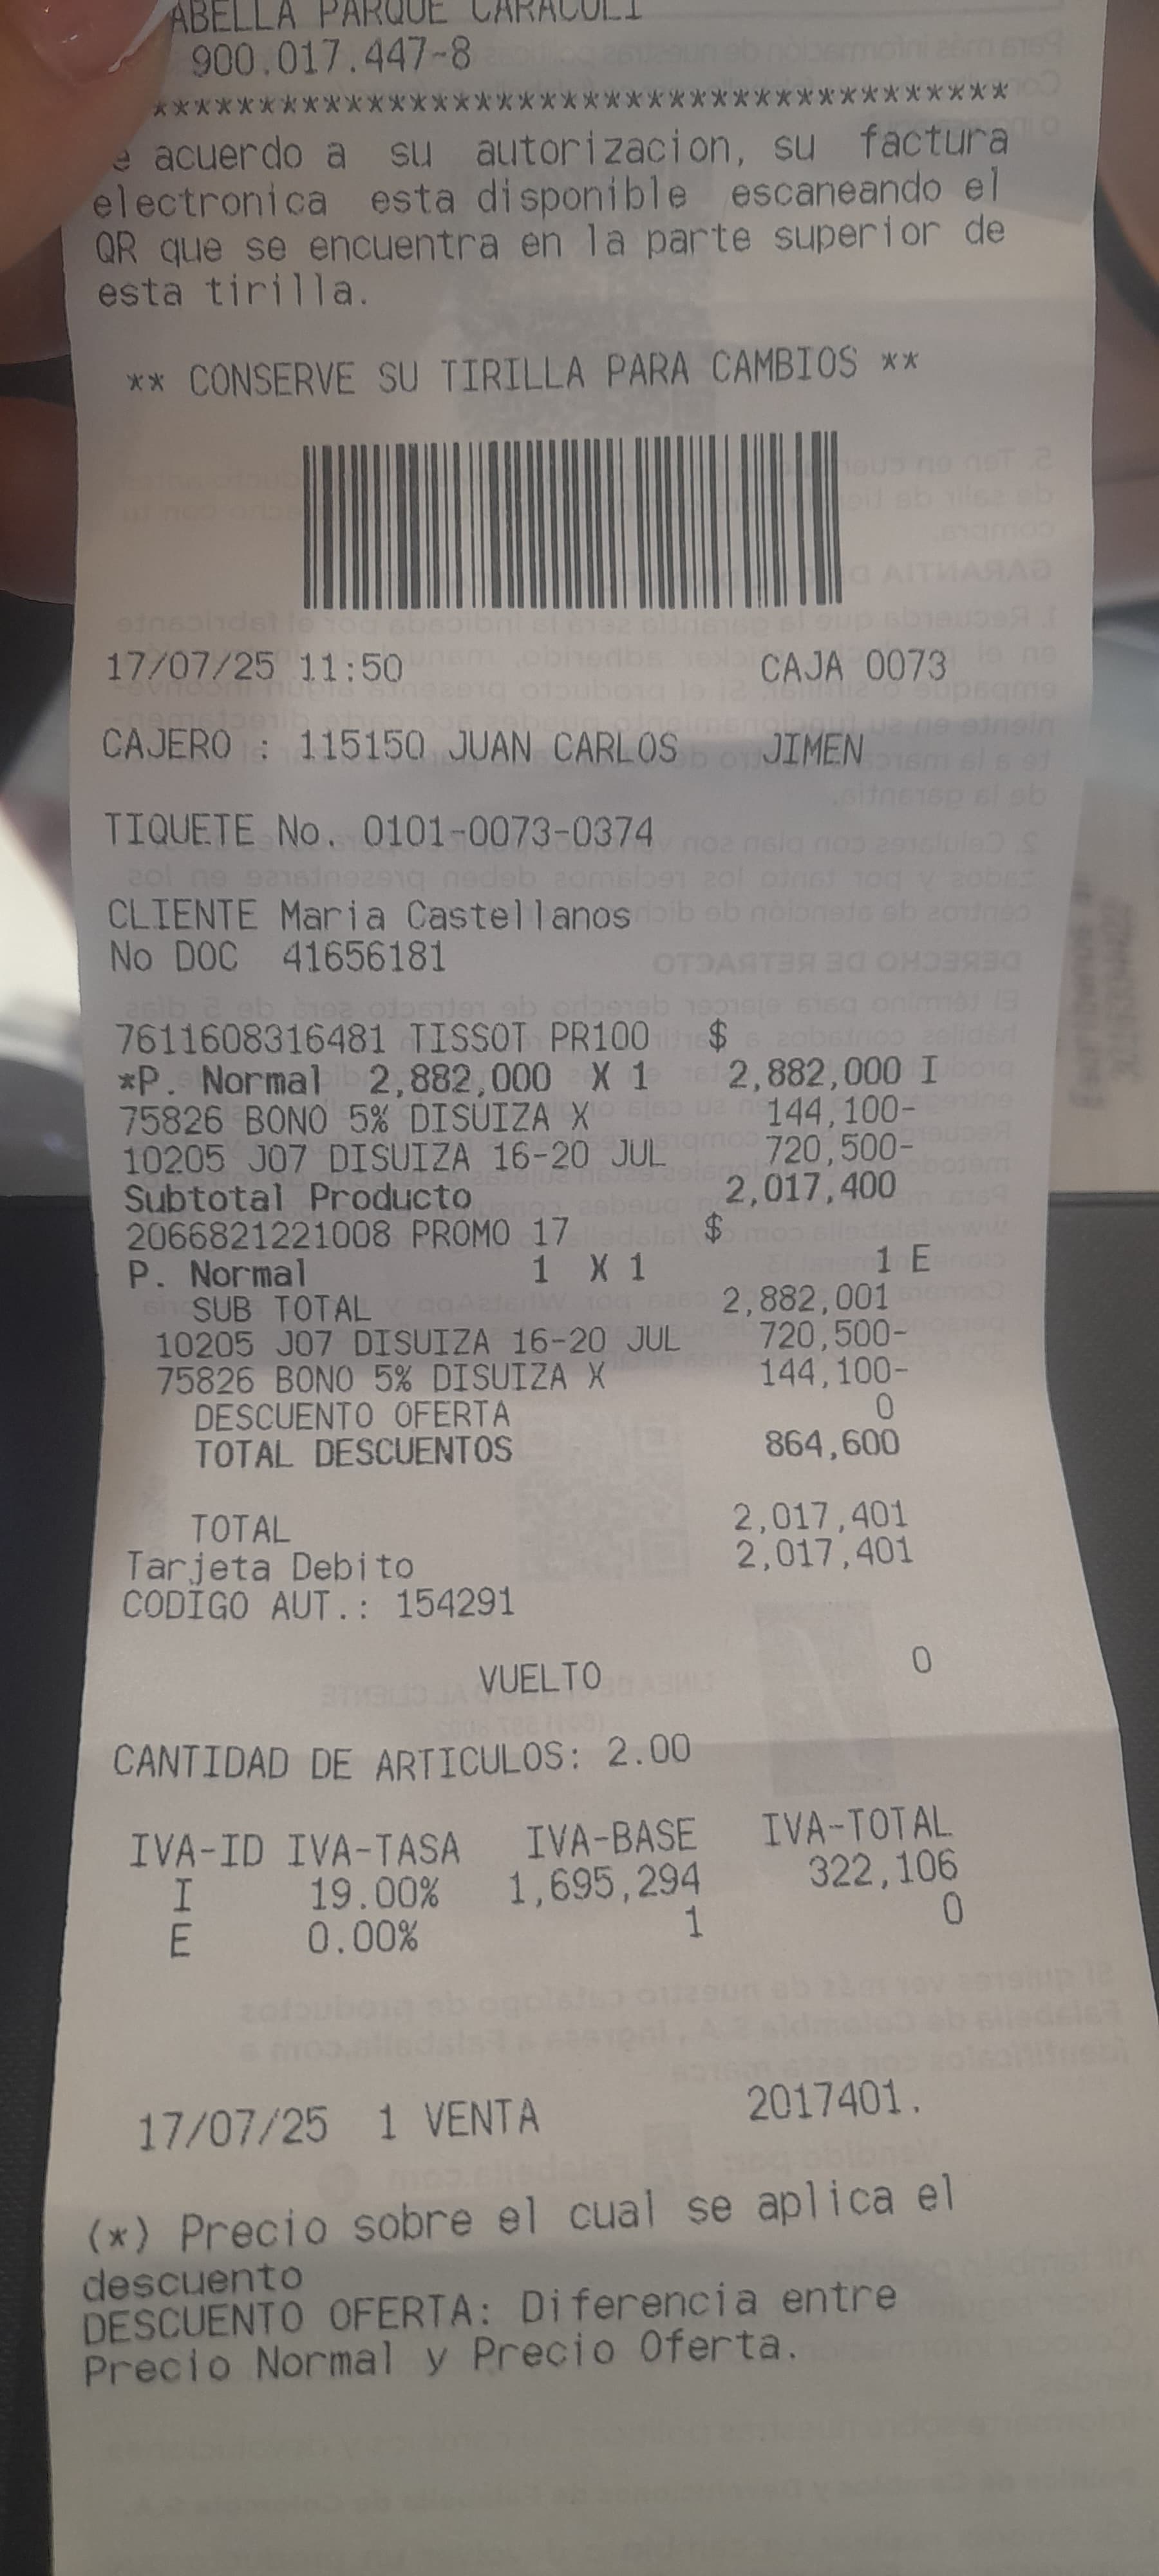 ABELLA PARQUE CARACOLI
900.017.447-8
****************************************
e acuerdo a su autorizacion, su factura
electronica esta disponible escaneando el
QR que se encuentra en la parte superior de
esta tirilla.
** CONSERVE SU TIRILLA PARA CAMBIOS **
17/07/25 11:50 CAJA 0073
CAJERO : 115150 JUAN CARLOS JIMEN
TIQUETE No. 0101-0073-0374
CLIENTE Maria Castellanos
No DOC 41656181
7611608316481 TISSOT PR100 $
*P. Normal 2,882,000 X 1 2,882,000 I
75826 BONO 5% DISUIZA X 144,100-
10205 J07 DISUIZA 16-20 JUL 720,500-
Subtotal Producto 2,017,400
2066821221008 PROMO 17 $
P. Normal 1 X 1 1 E
SUB TOTAL 2,882,001
10205 J07 DISUIZA 16-20 JUL 720,500-
75826 BONO 5% DISUIZA X 144,100-
DESCUENTO OFERTA 0
TOTAL DESCUENTOS 864,600
TOTAL 2,017,401
Tarjeta Debito 2,017,401
CODIGO AUT.: 154291
VUELTO 0
CANTIDAD DE ARTICULOS: 2.00
IVA-ID IVA-TASA IVA-BASE IVA-TOTAL
I 19.00% 1,695,294 322,106
E 0.00% 1 0
17/07/25 1 VENTA 2017401.
(*) Precio sobre el cual se aplica el
descuento
DESCUENTO OFERTA: Diferencia entre
Precio Normal y Precio Oferta.